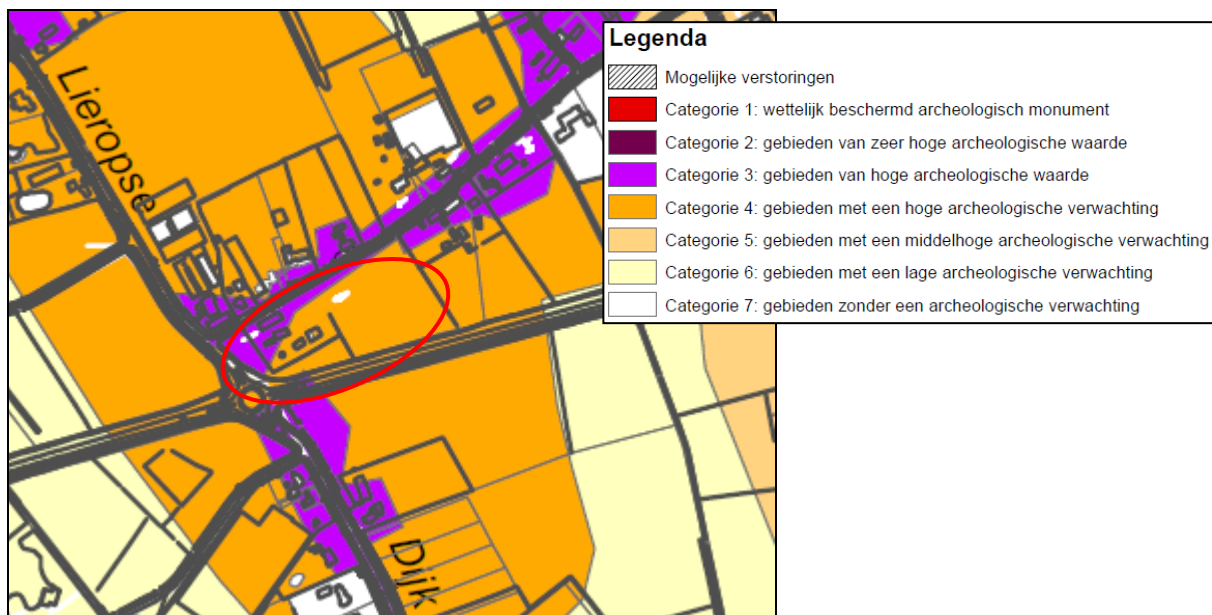 Lieropse
Dijk
Legenda
Mogelijke verstoringen
Categorie 1: wettelijk beschermd archeologisch monument
Categorie 2: gebieden van zeer hoge archeologische waarde
Categorie 3: gebieden van hoge archeologische waarde
Categorie 4: gebieden met een hoge archeologische verwachting
Categorie 5: gebieden met een middelhoge archeologische verwachting
Categorie 6: gebieden met een lage archeologische verwachting
Categorie 7: gebieden zonder een archeologische verwachting